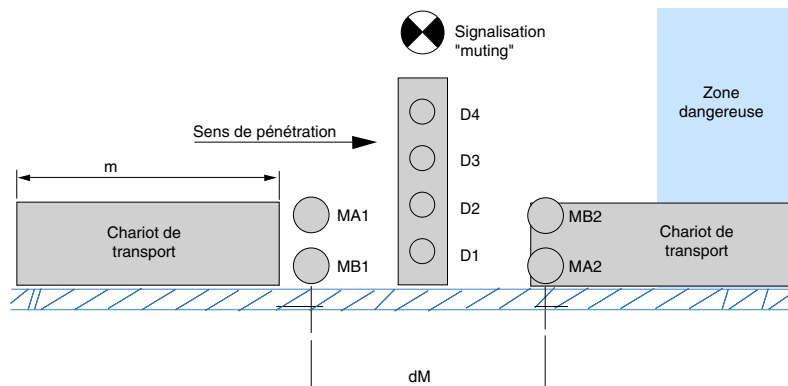 Signalisation
"muting"
Zone
dangereuse
Sens de pénétration
D4
D3
m
MA1
D2
MB2
Chariot de
transport
Chariot de
transport
MB1
D1
MA2
dM